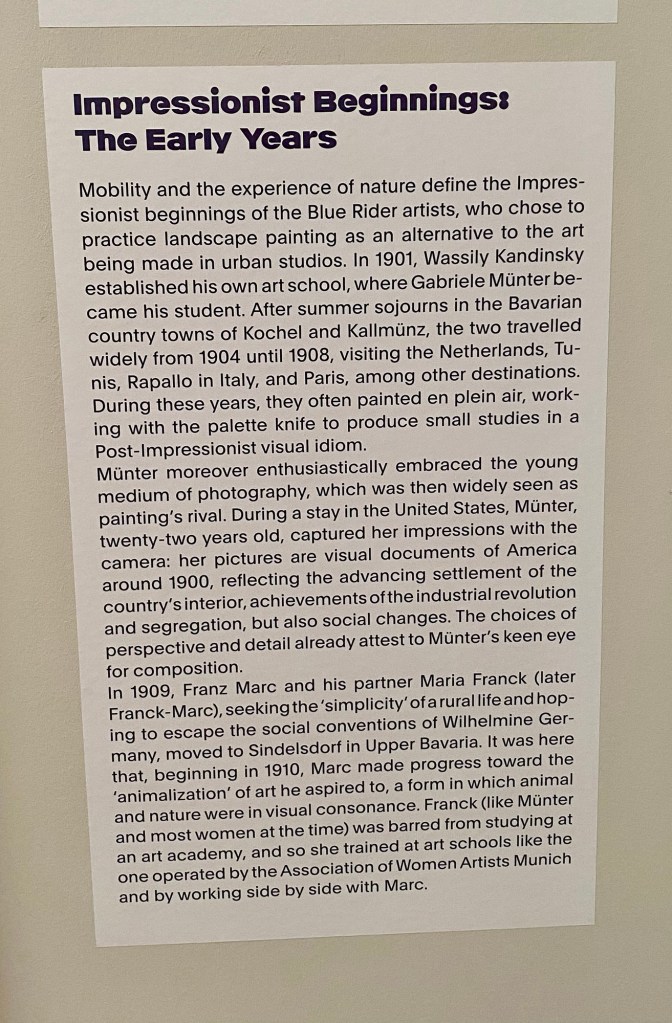 Impressionist Beginnings:
The Early Years
Mobility and the experience of nature define the Impres-
sionist beginnings of the Blue Rider artists, who chose to
practice landscape painting as an alternative to the art
being made in urban studios. In 1901, Wassily Kandinsky
established his own art school, where Gabriele Münter be-
came his student. After summer sojourns in the Bavarian
country towns of Kochel and Kallmünz, the two travelled
widely from 1904 until 1908, visiting the Netherlands, Tu-
nis, Rapallo in Italy, and Paris, among other destinations.
During these years, they often painted en plein air, work-
ing with the palette knife to produce small studies in a
Post-Impressionist visual idiom.
Münter moreover enthusiastically embraced the young
medium of photography, which was then widely seen as
painting's rival. During a stay in the United States, Münter,
twenty-two years old, captured her impressions with the
camera: her pictures are visual documents of America
around 1900, reflecting the advancing settlement of the
country's interior, achievements of the industrial revolution
and segregation, but also social changes. The choices of
perspective and detail already attest to Münter's keen eye
for composition.
In 1909, Franz Marc and his partner Maria Franck (later
Franck-Marc), seeking the 'simplicity' of a rural life and hop-
ing to escape the social conventions of Wilhelmine Ger-
many, moved to Sindelsdorf in Upper Bavaria. It was here
that, beginning in 1910, Marc made progress toward the
'animalization' of art he aspired to, a form in which animal
and nature were in visual consonance. Franck (like Münter
and most women at the time) was barred from studying at
an art academy, and so she trained at art schools like the
one operated by the Association of Women Artists Munich
and by working side by side with Marc.